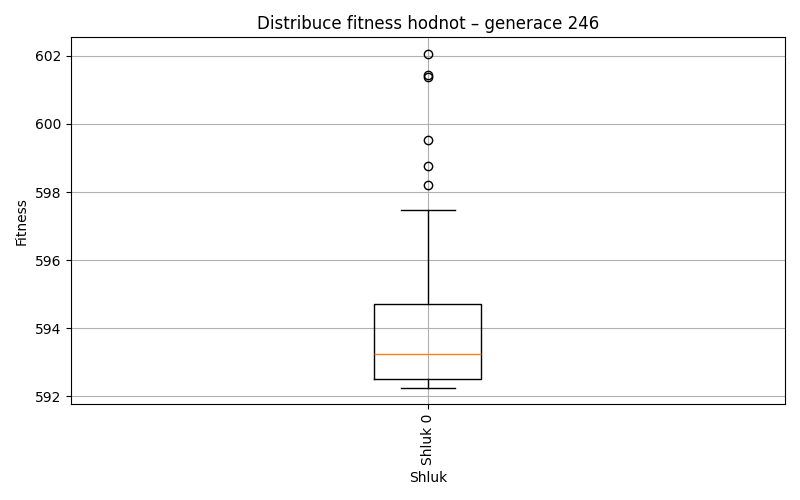 Distribuce fitness hodnot – generace 246
602
600
598
596
594
592
Fitness
Shluk 0
Shluk